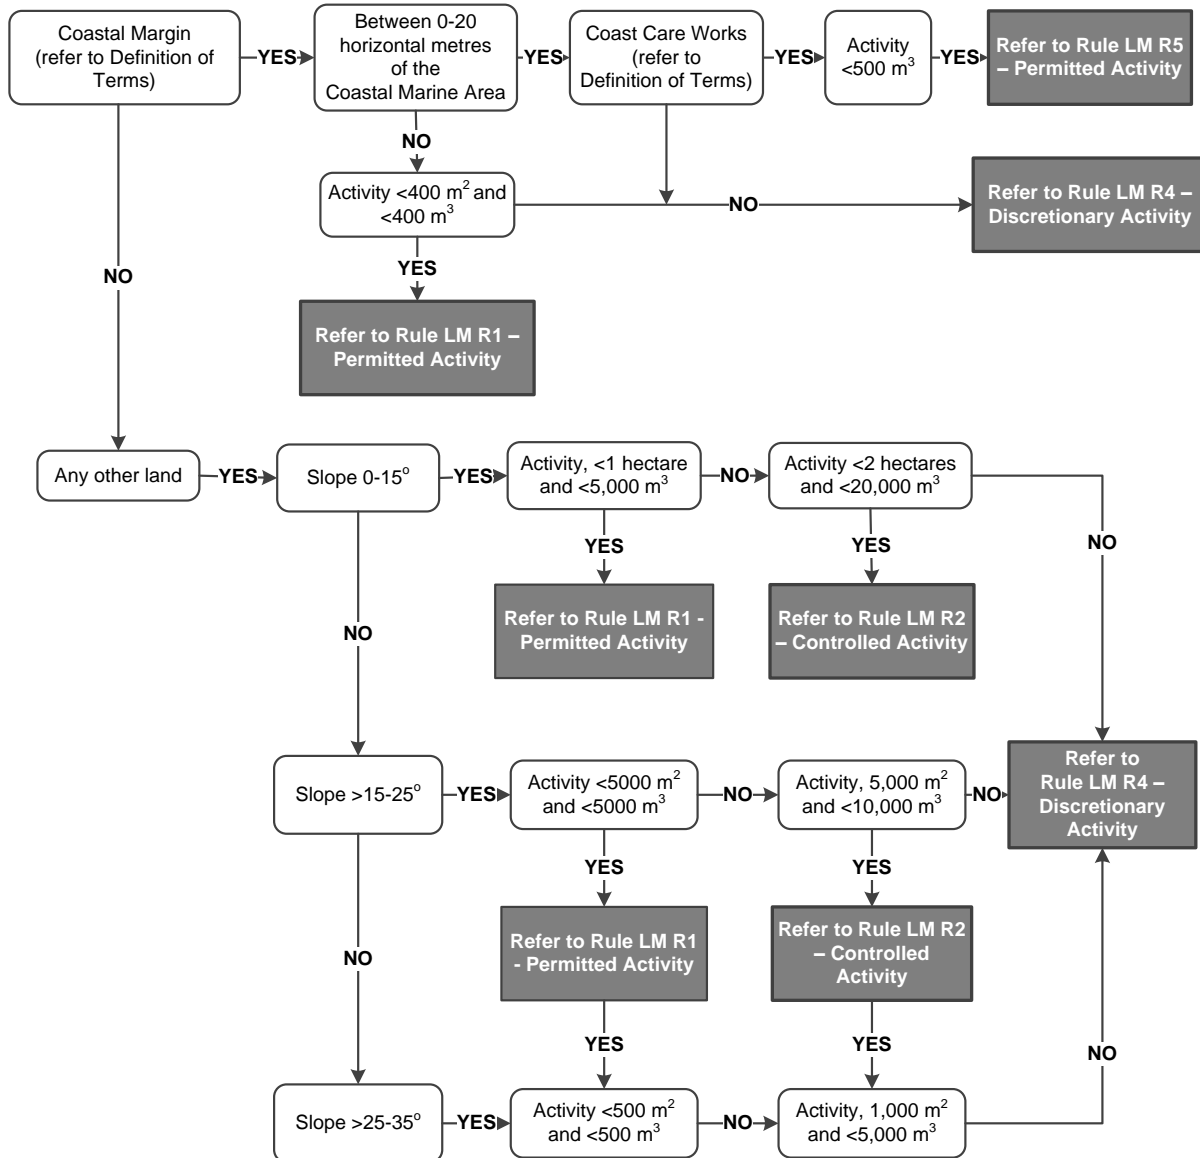 Coastal Margin
(refer to Definition of
Terms)
YES
Between 0-20
horizontal metres
of the
Coastal Marine Area
YES
Coast Care Works
(refer to
Definition of Terms)
YES
Activity
<500 m³
YES
Refer to Rule LM R5
– Permitted Activity
NO
Activity <400 m² and
<400 m³
NO
Refer to Rule LM R4 –
Discretionary Activity
YES
Refer to Rule LM R1 –
Permitted Activity
NO
Any other land
YES
Slope 0-15°
YES
Activity, <1 hectare
and <5,000 m³
NO
Activity <2 hectares
and <20,000 m³
NO
YES
YES
Refer to Rule LM R1 -
Permitted Activity
Refer to Rule LM R2
– Controlled Activity
NO
Slope >15-25°
YES
Activity <5000 m²
and <5000 m³
NO
Activity, 5,000 m²
and <10,000 m³
NO
Refer to
Rule LM R4 –
Discretionary
Activity
YES
YES
Refer to Rule LM R1
- Permitted Activity
Refer to Rule LM R2
– Controlled
Activity
NO
YES
YES
NO
Slope >25-35°
YES
Activity <500 m²
and <500 m³
NO
Activity, 1,000 m²
and <5,000 m³